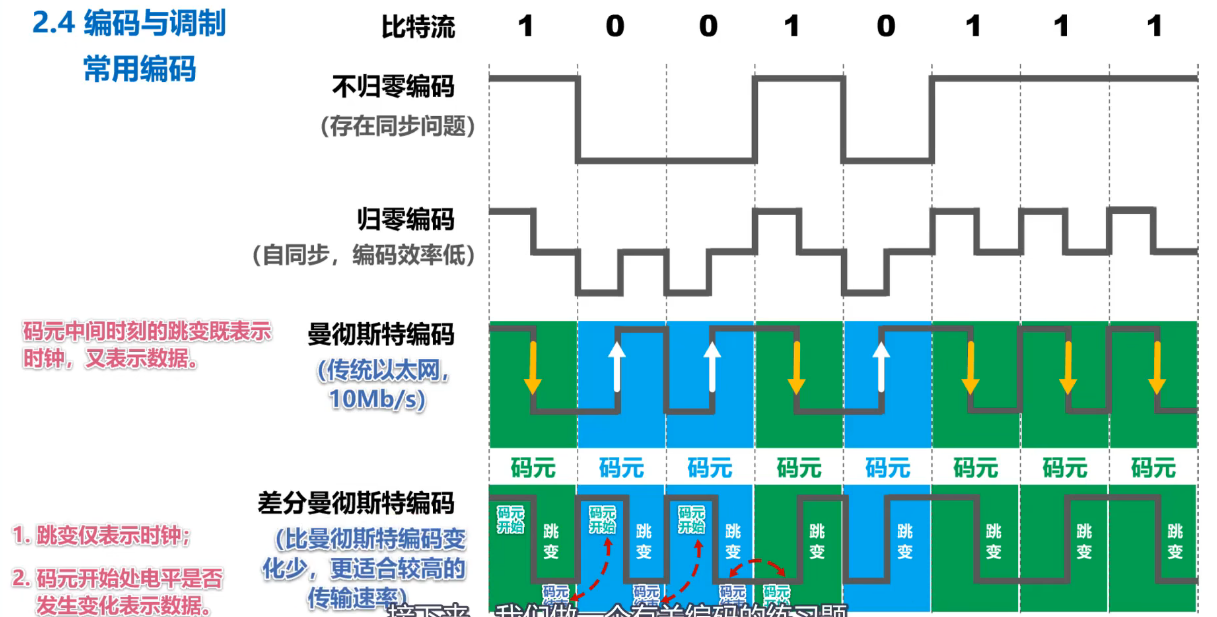 2.4 编码与调制
常用编码
比特流 1 0 0 1 0 1 1 1
不归零编码
（存在同步问题）
归零编码
（自同步，编码效率低）
码元中间时刻的跳变既表示
时钟，又表示数据。
曼彻斯特编码
（传统以太网，
10Mb/s）
码元 码元 码元 码元 码元 码元 码元 码元
差分曼彻斯特编码
（比曼彻斯特编码变
化少，更适合较高的
传输速率）
1. 跳变仅表示时钟；
2. 码元开始处电平是否
发生变化表示数据。
码元
开始
跳
变
码元
开始
跳
变
码元
开始
跳
变
跳
变
跳
变
跳
变
跳
变
跳
变
码元
码元
码元
码元
接下来 我们做一个有关编码的练习题